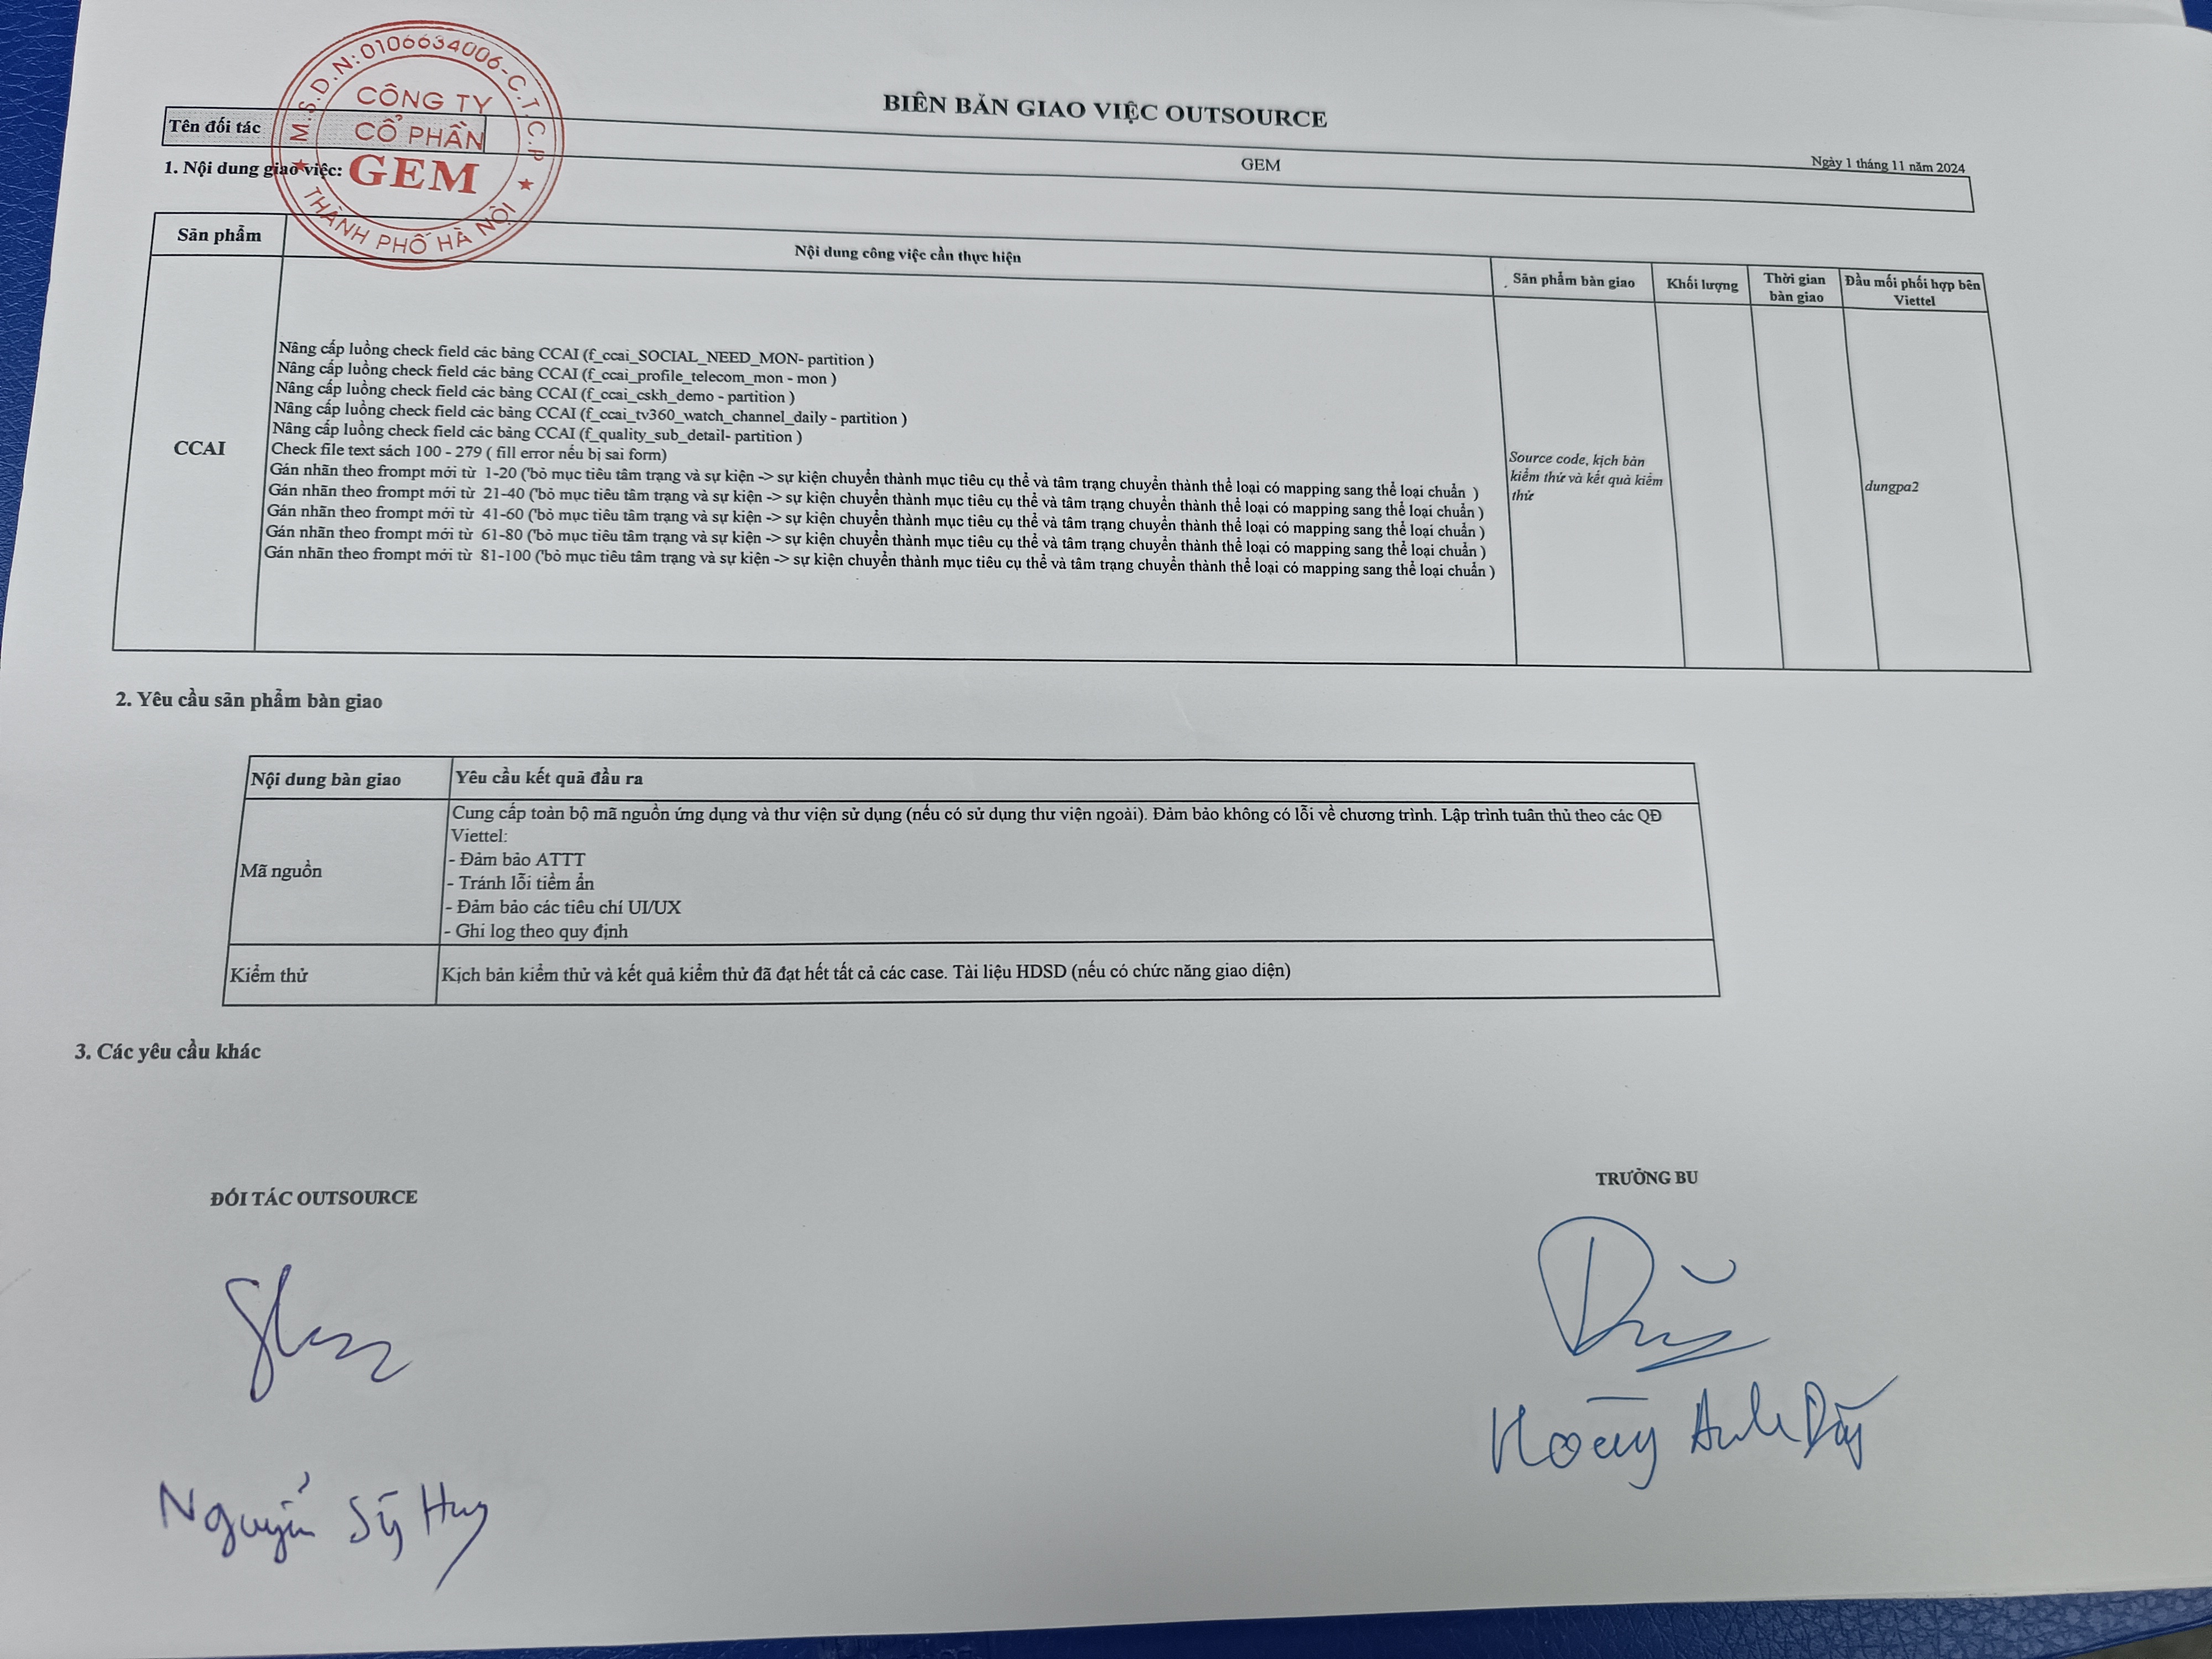 BIÊN BẢN GIAO VIỆC OUTSOURCE
M.S.D.N:0106634006-C.T.C.P
CÔNG TY
CỔ PHẦN
GEM
THÀNH PHỐ HÀ NỘI
Tên đối tác
GEM
Ngày 1 tháng 11 năm 2024
1. Nội dung giao việc:
Sản phẩm
Nội dung công việc cần thực hiện
Sản phẩm bàn giao
Khối lượng
Thời gian
bàn giao
Đầu mối phối hợp bên
Viettel
CCAI
Nâng cấp luồng check field các bảng CCAI (f_ccai_SOCIAL_NEED_MON- partition )
Nâng cấp luồng check field các bảng CCAI (f_ccai_profile_telecom_mon - mon )
Nâng cấp luồng check field các bảng CCAI (f_ccai_cskh_demo - partition )
Nâng cấp luồng check field các bảng CCAI (f_ccai_tv360_watch_channel_daily - partition )
Nâng cấp luồng check field các bảng CCAI (f_quality_sub_detail- partition )
Check file text sách 100 - 279 ( fill error nếu bị sai form)
Gán nhãn theo frompt mới từ 1-20 ('bỏ mục tiêu tâm trạng và sự kiện -> sự kiện chuyển thành mục tiêu cụ thể và tâm trạng chuyển thành thể loại có mapping sang thể loại chuẩn )
Gán nhãn theo frompt mới từ 21-40 ('bỏ mục tiêu tâm trạng và sự kiện -> sự kiện chuyển thành mục tiêu cụ thể và tâm trạng chuyển thành thể loại có mapping sang thể loại chuẩn )
Gán nhãn theo frompt mới từ 41-60 ('bỏ mục tiêu tâm trạng và sự kiện -> sự kiện chuyển thành mục tiêu cụ thể và tâm trạng chuyển thành thể loại có mapping sang thể loại chuẩn )
Gán nhãn theo frompt mới từ 61-80 ('bỏ mục tiêu tâm trạng và sự kiện -> sự kiện chuyển thành mục tiêu cụ thể và tâm trạng chuyển thành thể loại có mapping sang thể loại chuẩn )
Gán nhãn theo frompt mới từ 81-100 ('bỏ mục tiêu tâm trạng và sự kiện -> sự kiện chuyển thành mục tiêu cụ thể và tâm trạng chuyển thành thể loại có mapping sang thể loại chuẩn )
Source code, kịch bản
kiểm thử và kết quả kiểm
thử
dungpa2
2. Yêu cầu sản phẩm bàn giao
Nội dung bàn giao
Yêu cầu kết quả đầu ra
Mã nguồn
Cung cấp toàn bộ mã nguồn ứng dụng và thư viện sử dụng (nếu có sử dụng thư viện ngoài). Đảm bảo không có lỗi về chương trình. Lập trình tuân thủ theo các QĐ
Viettel:
- Đảm bảo ATTT
- Tránh lỗi tiềm ẩn
- Đảm bảo các tiêu chí UI/UX
- Ghi log theo quy định
Kiểm thử
Kịch bản kiểm thử và kết quả kiểm thử đã đạt hết tất cả các case. Tài liệu HDSD (nếu có chức năng giao diện)
3. Các yêu cầu khác
ĐỐI TÁC OUTSOURCE
TRƯỞNG BU
Hoàng Anh
Nguyễn Sỹ Huy